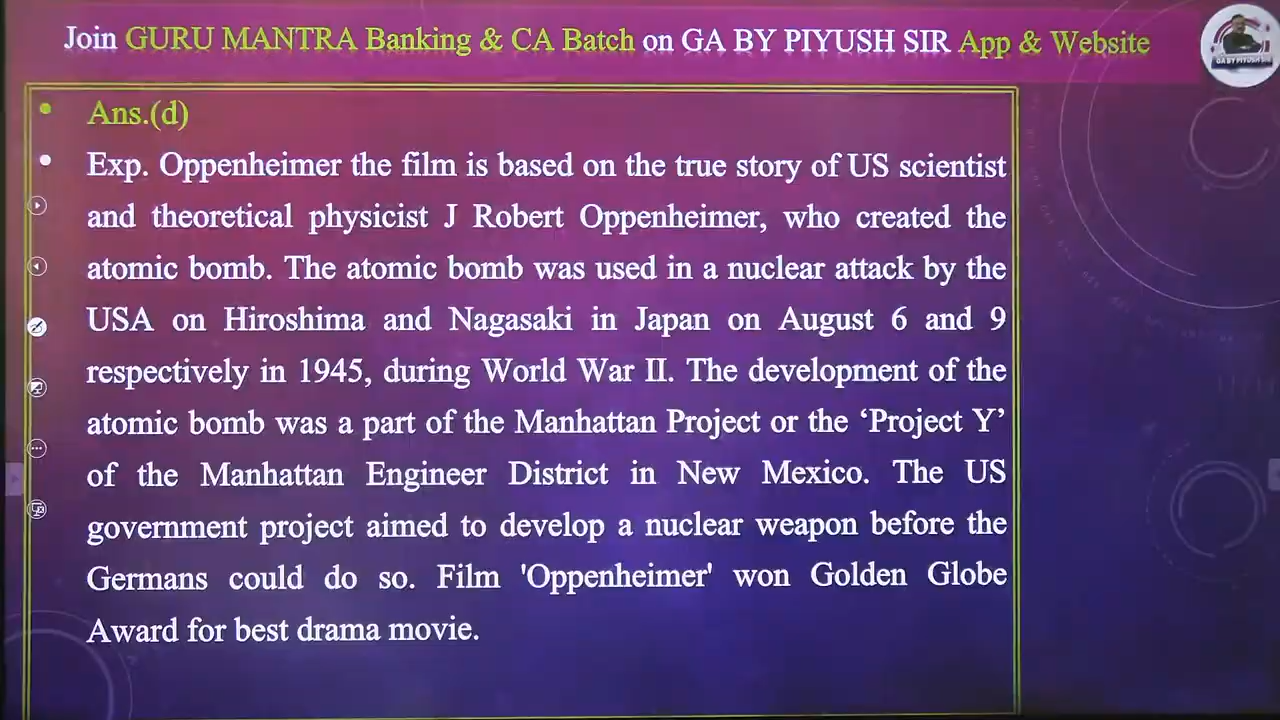 Join GURU MANTRA Banking & CA Batch on GA BY PIYUSH SIR App & Website
GA BY PIYUSH SIR
Ans.(d)
Exp. Oppenheimer the film is based on the true story of US scientist
and theoretical physicist J Robert Oppenheimer, who created the
atomic bomb. The atomic bomb was used in a nuclear attack by the
USA on Hiroshima and Nagasaki in Japan on August 6 and 9
respectively in 1945, during World War II. The development of the
atomic bomb was a part of the Manhattan Project or the ‘Project Y’
of the Manhattan Engineer District in New Mexico. The US
government project aimed to develop a nuclear weapon before the
Germans could do so. Film 'Oppenheimer' won Golden Globe
Award for best drama movie.